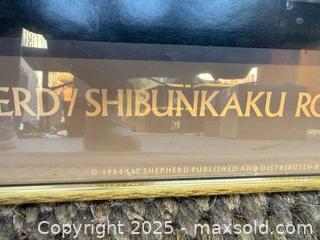 ERD / SHIBUNKAKU RO
© 1984 SHEPHERD PUBLISHED AND DISTRIBUTED B
Copyright © 2025 - maxsold.com